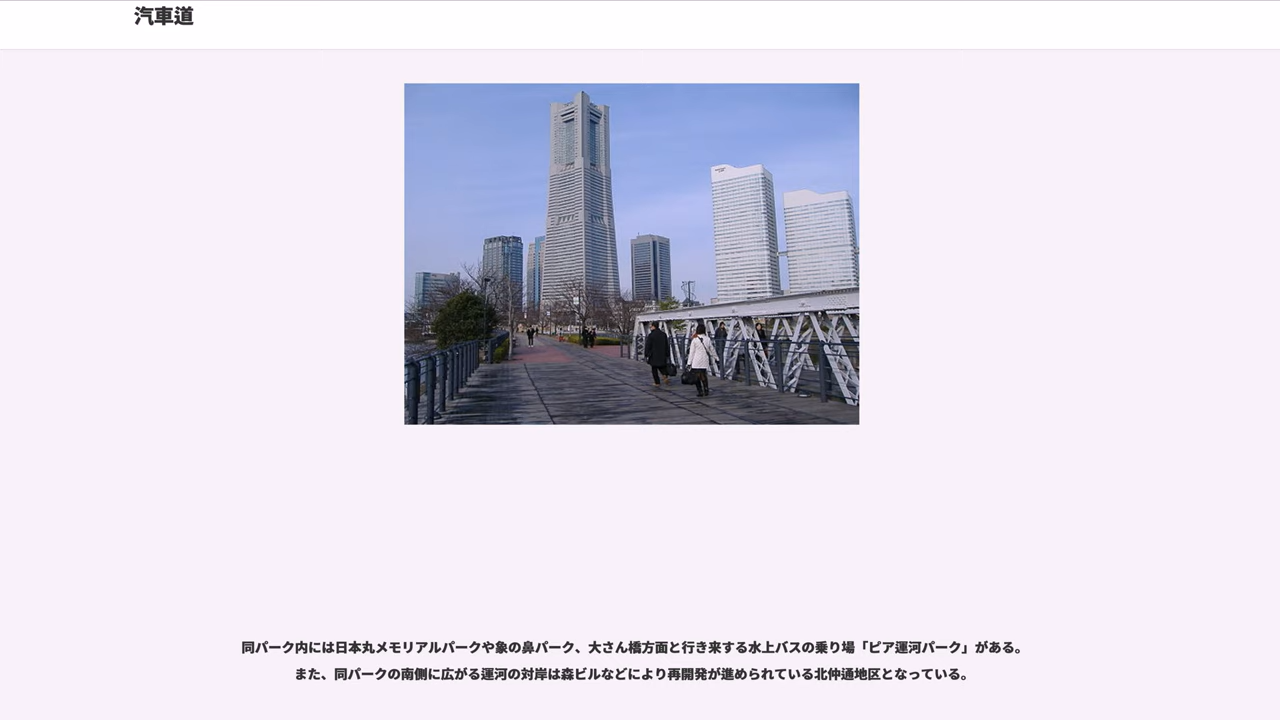 汽車道
同パーク内には日本丸メモリアルパークや象の鼻パーク、大さん橋方面と行き来する水上バスの乗り場「ピア運河パーク」がある。
また、同パークの南側に広がる運河の対岸は森ビルなどにより再開発が進められている北仲通地区となっている。